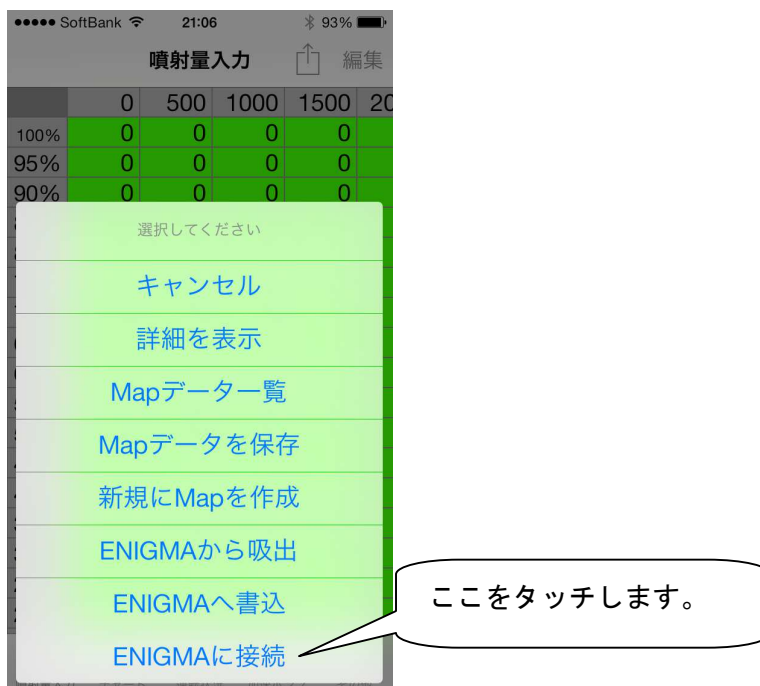 SoftBank 21:06 93%
噴射量入力 編集
0 500 1000 1500 20
100% 0 0 0 0
95% 0 0 0 0
90% 0 0 0 0
選択してください
キャンセル
詳細を表示
Mapデータ一覧
Mapデータを保存
新規にMapを作成
ENIGMAから吸出
ENIGMAへ書込
ENIGMAに接続
ここをタッチします。